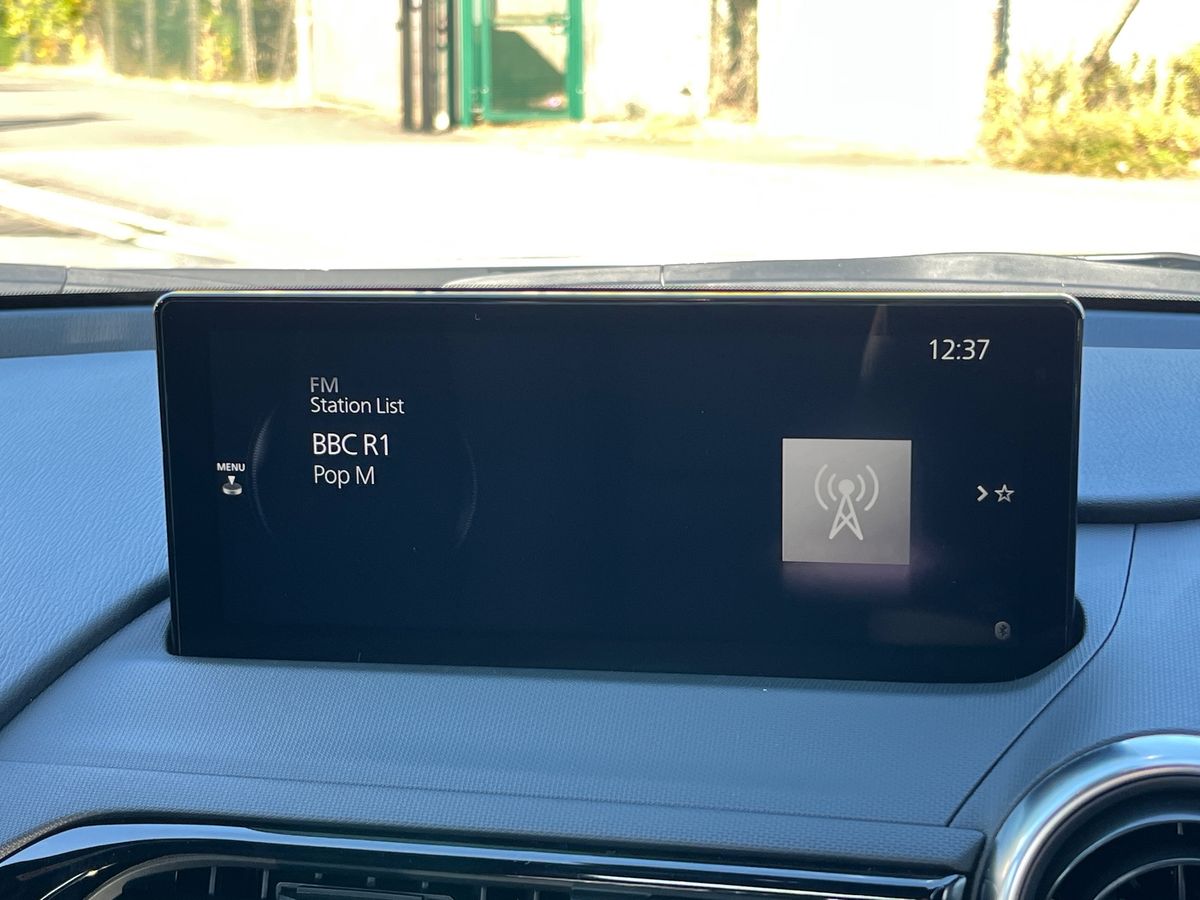 12:37
FM
Station List
BBC R1
Pop M
MENU